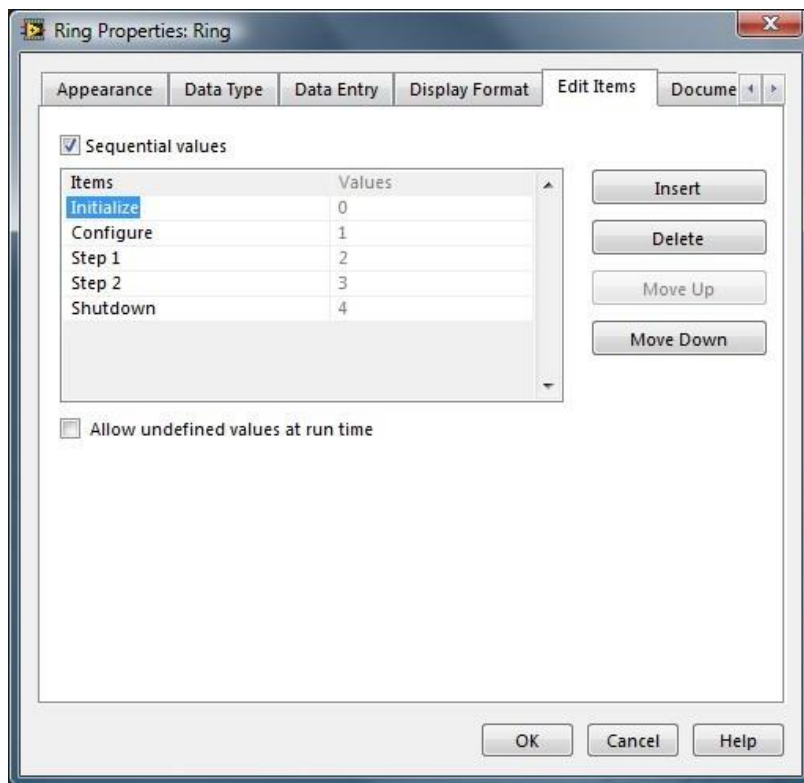 Ring Properties: Ring
Appearance Data Type Data Entry Display Format Edit Items Docume
Sequential values
Items Values
Initialize 0
Configure 1
Step 1 2
Step 2 3
Shutdown 4
Insert
Delete
Move Up
Move Down
Allow undefined values at run time
OK Cancel Help